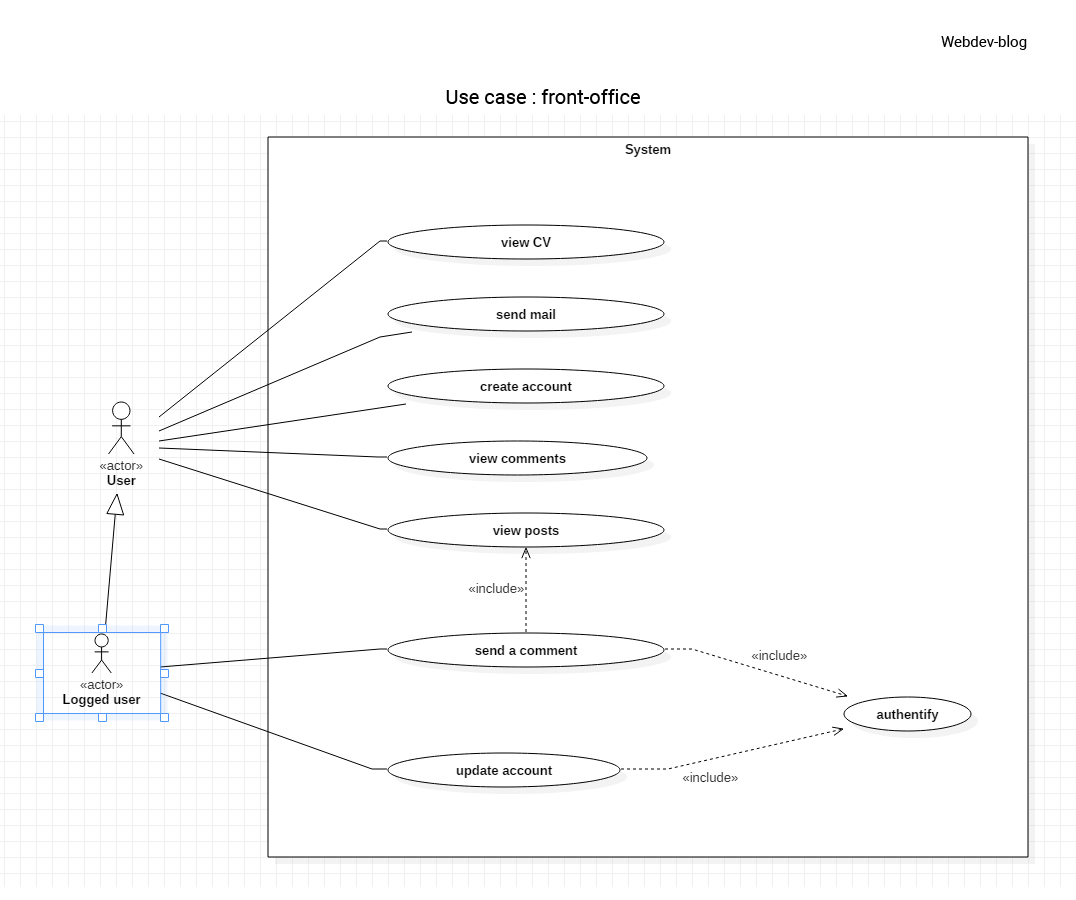 Webdev-blog
Use case : front-office
System
view CV
send mail
create account
«actor»
User
view comments
view posts
«include»
send a comment
«include»
«actor»
Logged user
authentify
update account
«include»